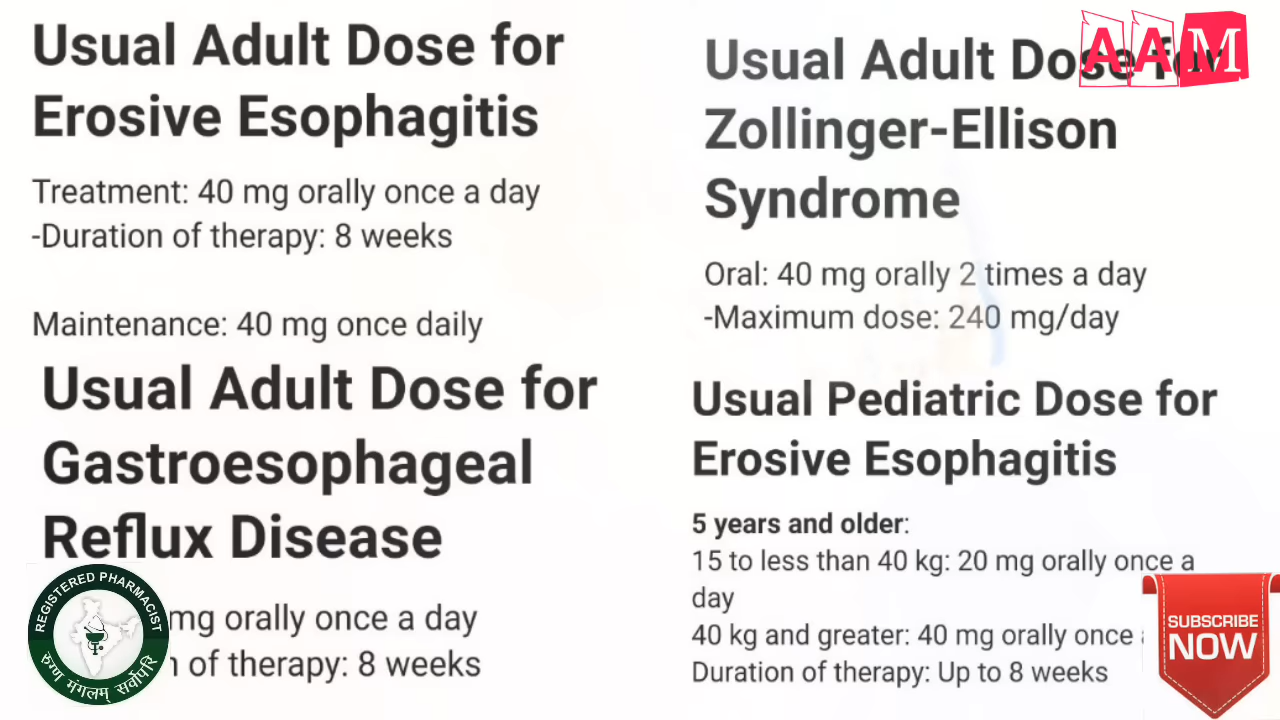 Usual Adult Dose for
Erosive Esophagitis
Treatment: 40 mg orally once a day
-Duration of therapy: 8 weeks
Maintenance: 40 mg once daily
Usual Adult Dose for
Gastroesophageal
Reflux Disease
mg orally once a day
of therapy: 8 weeks
REGISTERED PHARMACIST
रुग्ण मंगलम् सर्वोपरि
AAM
Usual Adult Dose for
Zollinger-Ellison
Syndrome
Oral: 40 mg orally 2 times a day
-Maximum dose: 240 mg/day
Usual Pediatric Dose for
Erosive Esophagitis
5 years and older:
15 to less than 40 kg: 20 mg orally once a
day
40 kg and greater: 40 mg orally once
Duration of therapy: Up to 8 weeks
SUBSCRIBE
NOW